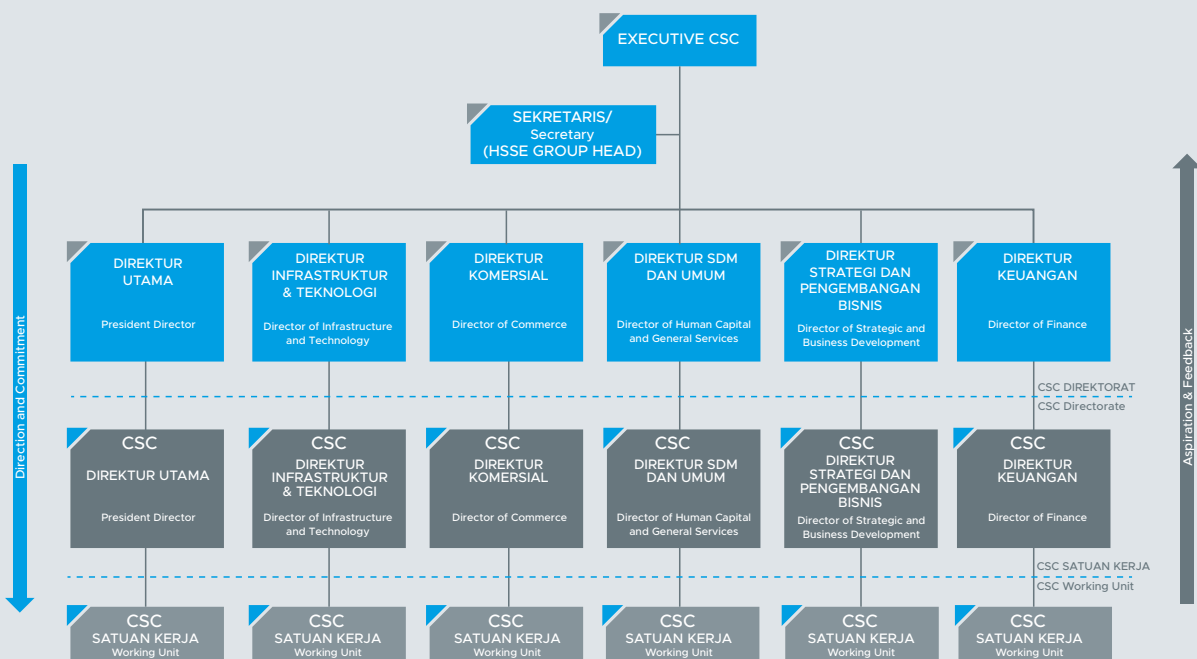 EXECUTIVE CSC
SEKRETARIS/
Secretary
(HSSE GROUP HEAD)
Direction and Commitment
Aspiration & Feedback
DIREKTUR
UTAMA
President Director
DIREKTUR
INFRASTRUKTUR
& TEKNOLOGI
Director of Infrastructure
and Technology
DIREKTUR
KOMERSIAL
Director of Commerce
DIREKTUR SDM
DAN UMUM
Director of Human Capital
and General Services
DIREKTUR
STRATEGI DAN
PENGEMBANGAN
BISNIS
Director of Strategic and
Business Development
DIREKTUR
KEUANGAN
Director of Finance
CSC DIREKTORAT
CSC Directorate
CSC
DIREKTUR UTAMA
President Director
CSC
DIREKTUR
INFRASTRUKTUR
& TEKNOLOGI
Director of Infrastructure
and Technology
CSC
DIREKTUR
KOMERSIAL
Director of Commerce
CSC
DIREKTUR SDM
DAN UMUM
Director of Human Capital
and General Services
CSC
DIREKTUR
STRATEGI DAN
PENGEMBANGAN
BISNIS
Director of Strategic and
Business Development
CSC
DIREKTUR
KEUANGAN
Director of Finance
CSC SATUAN KERJA
CSC Working Unit
CSC
SATUAN KERJA
Working Unit
CSC
SATUAN KERJA
Working Unit
CSC
SATUAN KERJA
Working Unit
CSC
SATUAN KERJA
Working Unit
CSC
SATUAN KERJA
Working Unit
CSC
SATUAN KERJA
Working Unit